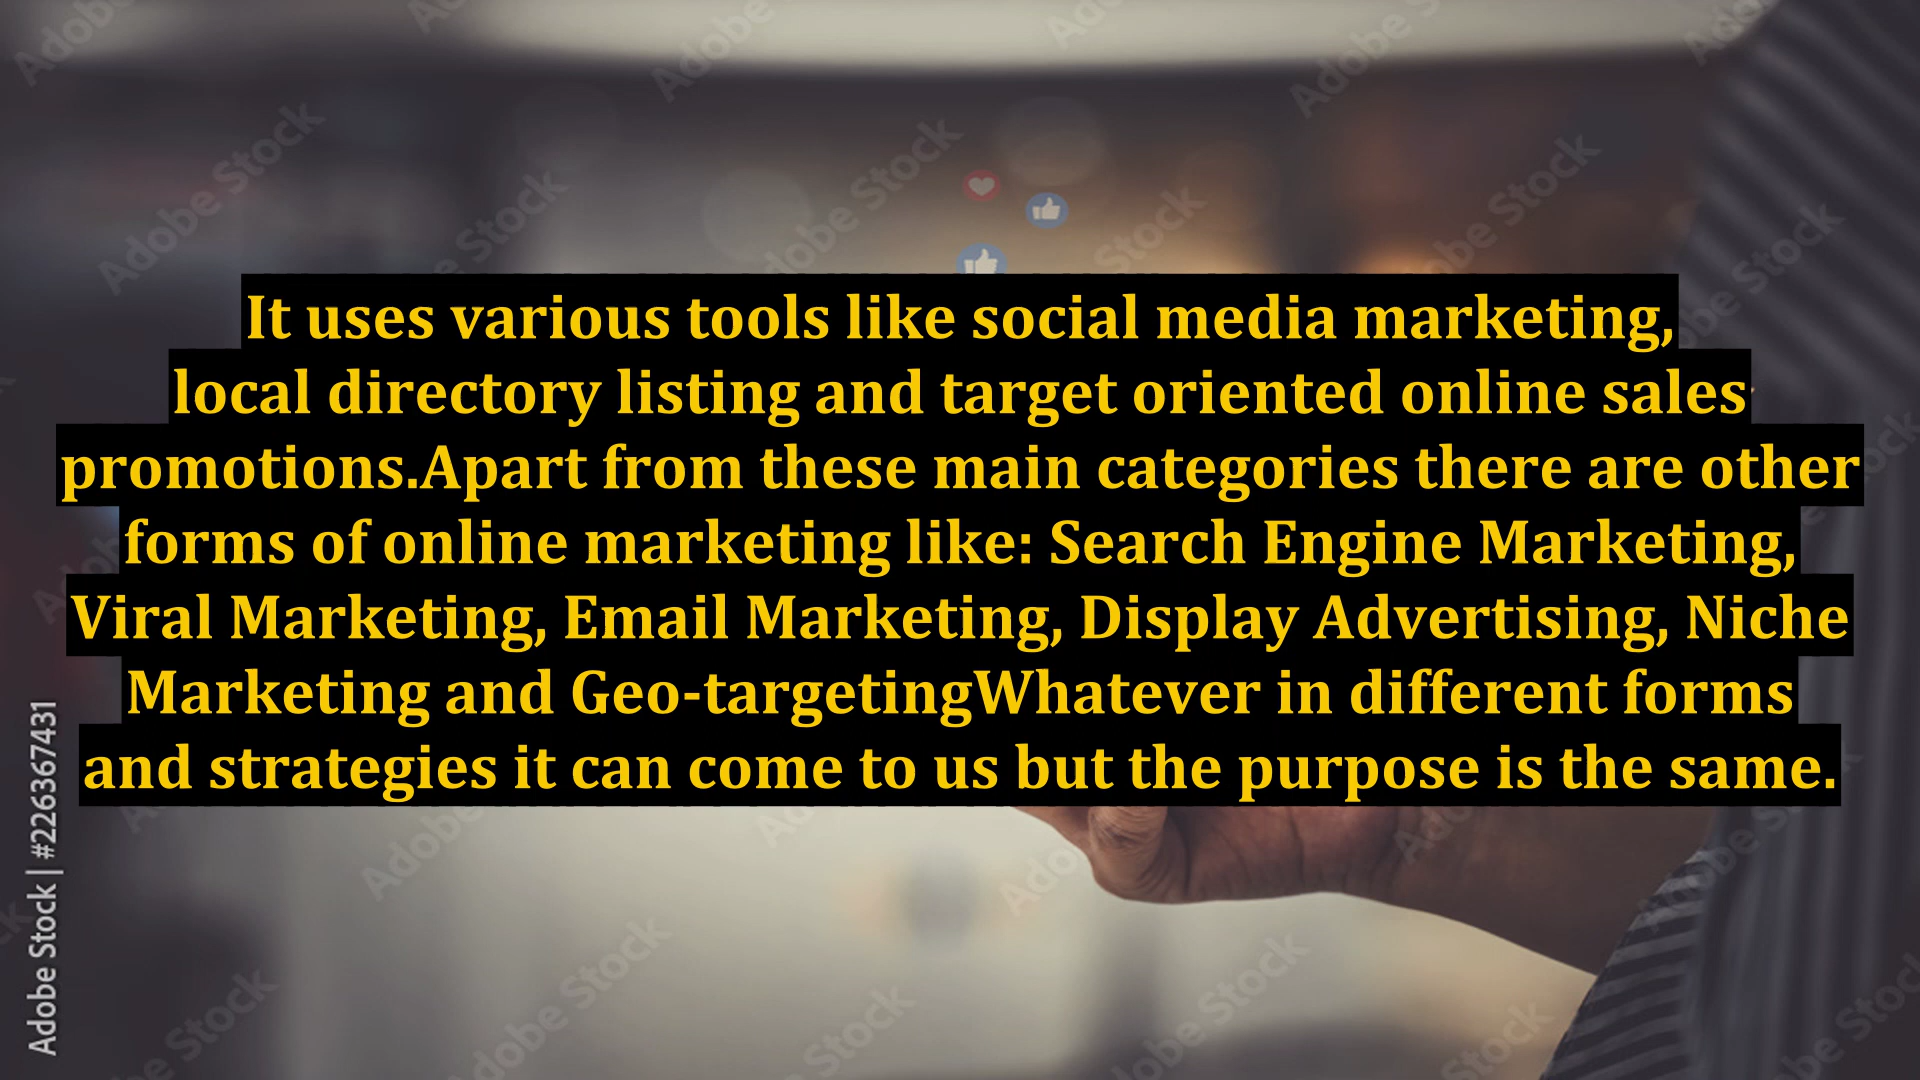 It uses various tools like social media marketing,
local directory listing and target oriented online sales
promotions.Apart from these main categories there are other
forms of online marketing like: Search Engine Marketing,
Viral Marketing, Email Marketing, Display Advertising, Niche
Marketing and Geo-targetingWhatever in different forms
and strategies it can come to us but the purpose is the same.
Adobe Stock | #226367431